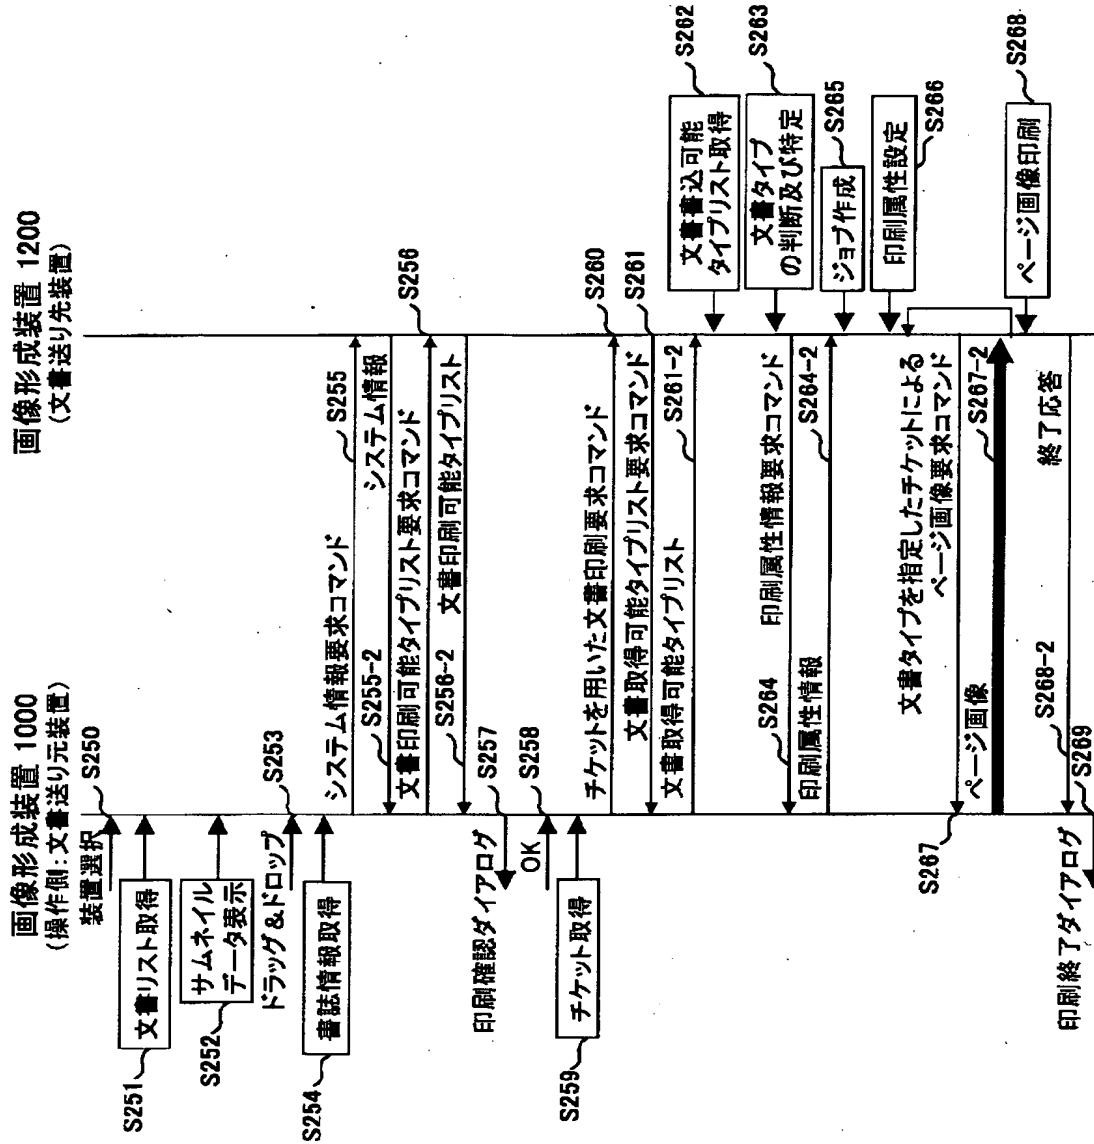 画像形成装置 1000
(操作側:文書送り元装置)
画像形成装置 1200
(文書送り先装置)
装置選択
S250
文書リスト取得
S251
サムネイル
データ表示
S252
ドラッグ&ドロップ
S253
書誌情報取得
S254
システム情報要求コマンド
S255
S255-2
システム情報
文書印刷可能タイプリスト要求コマンド
S256
S256-2
文書印刷可能タイプリスト
印刷確認ダイアログ
S257
OK
S258
チケット取得
S259
チケットを用いた文書印刷要求コマンド
S260
文書取得可能タイプリスト要求コマンド
S261
文書取得可能タイプリスト
S261-2
文書書込可能
タイプリスト取得
S262
文書タイプ
の判断及び特定
S263
S264
印刷属性情報要求コマンド
印刷属性情報
S264-2
ジョブ作成
S265
印刷属性設定
S266
文書タイプを指定したチケットによる
ページ画像要求コマンド
S267
ページ画像
S267-2
ページ画像印刷
S268
S268-2
終了応答
印刷終了ダイアログ
S269